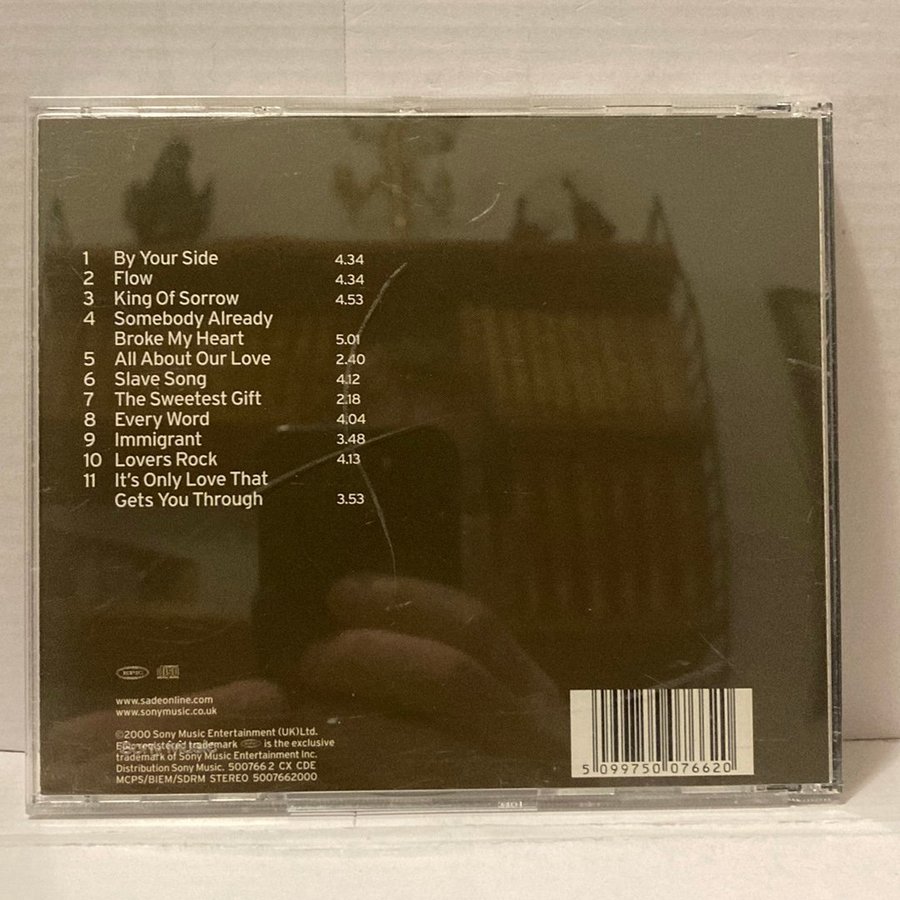 1 By Your Side 4.34
2 Flow 4.34
3 King Of Sorrow 4.53
4 Somebody Already
Broke My Heart 5.01
5 All About Our Love 2.40
6 Slave Song 4.12
7 The Sweetest Gift 2.18
8 Every Word 4.04
9 Immigrant 3.48
10 Lovers Rock 4.13
11 It's Only Love That
Gets You Through 3.53
EPIC
www.sadeonline.com
www.sonymusic.co.uk
©2000 Sony Music Entertainment (UK)Ltd.
registered trademark is the exclusive
trademark of Sony Music Entertainment Inc.
Distribution Sony Music. 500766 2 CX CDE
MCPS/BIEM/SDRM STEREO 5007662000
5 099750 076620